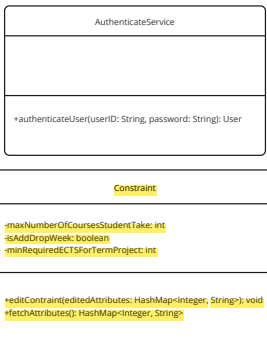 AuthenticateService
+authenticateUser(userID: String, password: String): User
Constraint
-maxNumberOfCoursesStudentTake: int
-isAddDropWeek: boolean
-minRequiredECTSForTermProject: int
+editContraint(editedAttributes: HashMap<Integer, String>): void
+fetchAttributes(): HashMap<Integer, String>